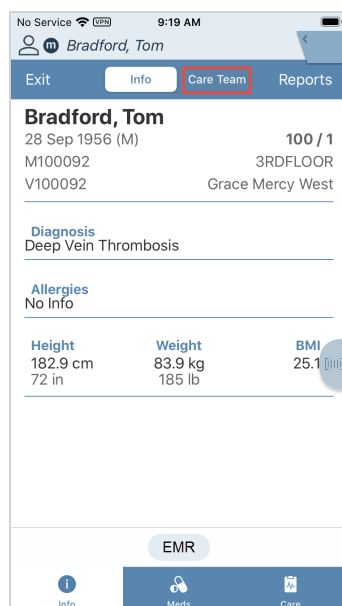 No Service VPN 9:19 AM
m Bradford, Tom
Exit Info Care Team Reports
Bradford, Tom
28 Sep 1956 (M) 100 / 1
M100092 3RDFLOOR
V100092 Grace Mercy West
Diagnosis
Deep Vein Thrombosis
Allergies
No Info
Height Weight BMI
182.9 cm 83.9 kg 25.1
72 in 185 lb
EMR
Info Meds Care